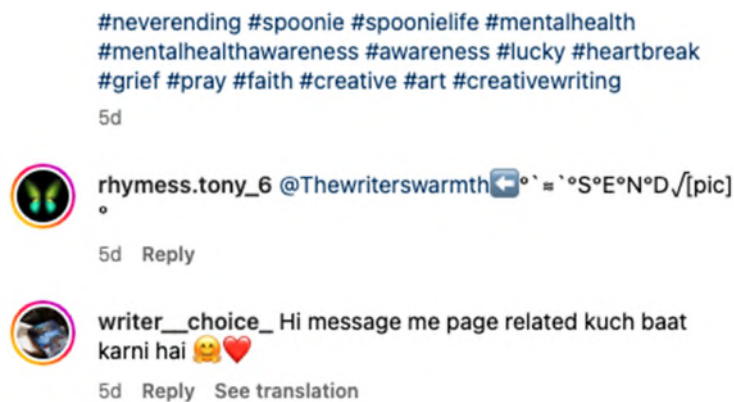 #neverending #spoonie #spoonielife #mentalhealth
#mentalhealthawareness #awareness #lucky #heartbreak
#grief #pray #faith #creative #art #creativewriting
5d
rhymess.tony_6 @Thewriterswarmth⬅️°`≈`°S°E°N°D√[pic]
°
5d Reply
writer__choice_ Hi message me page related kuch baat
karni hai 🤗❤️
5d Reply See translation